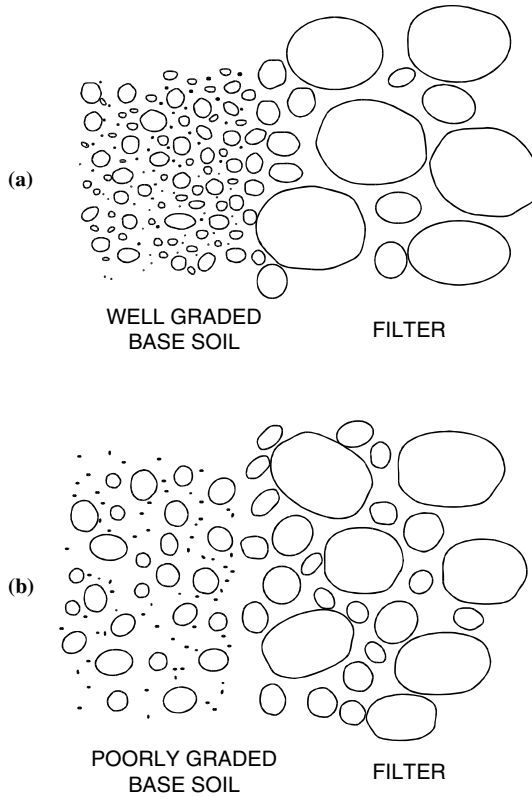 (a)
WELL GRADED
BASE SOIL
FILTER
(b)
POORLY GRADED
BASE SOIL
FILTER